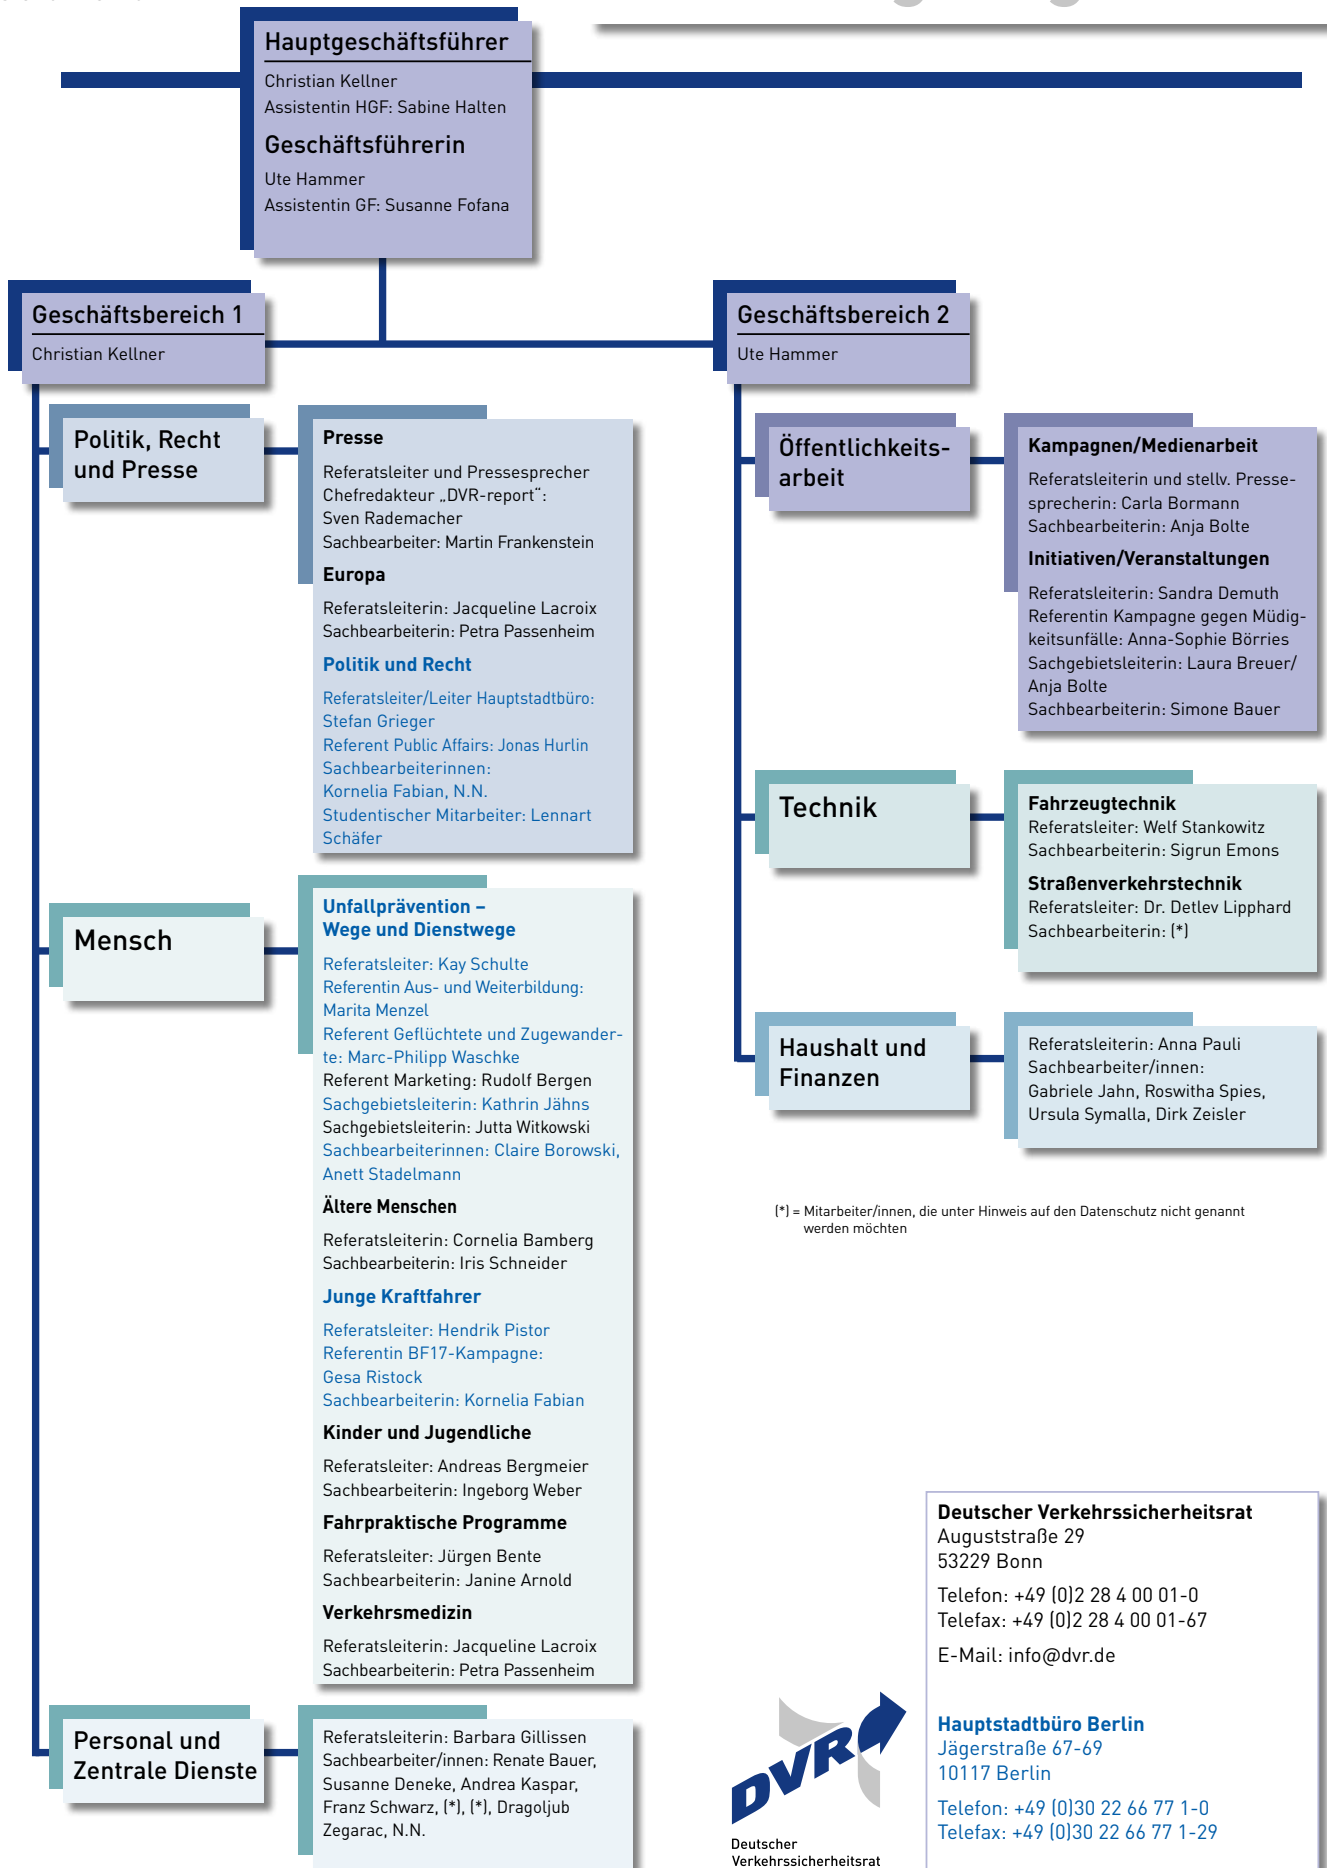 Hauptgeschäftsführer
Christian Kellner
Assistentin HGF: Sabine Halten
Geschäftsführerin
Ute Hammer
Assistentin GF: Susanne Fofana
Geschäftsbereich 1
Christian Kellner
Politik, Recht
und Presse
Presse
Referatsleiter und Pressesprecher
Chefredakteur „DVR-report“:
Sven Rademacher
Sachbearbeiter: Martin Frankenstein
Europa
Referatsleiterin: Jacqueline Lacroix
Sachbearbeiterin: Petra Passenheim
Politik und Recht
Referatsleiter/Leiter Hauptstadtbüro:
Stefan Grieger
Referent Public Affairs: Jonas Hurlin
Sachbearbeiterinnen:
Kornelia Fabian, N.N.
Studentischer Mitarbeiter: Lennart
Schäfer
Mensch
Unfallprävention –
Wege und Dienstwege
Referatsleiter: Kay Schulte
Referentin Aus- und Weiterbildung:
Marita Menzel
Referent Geflüchtete und Zugewander-
te: Marc-Philipp Waschke
Referent Marketing: Rudolf Bergen
Sachgebietsleiterin: Kathrin Jähns
Sachgebietsleiterin: Jutta Witkowski
Sachbearbeiterinnen: Claire Borowski,
Anett Stadelmann
Ältere Menschen
Referatsleiterin: Cornelia Bamberg
Sachbearbeiterin: Iris Schneider
Junge Kraftfahrer
Referatsleiter: Hendrik Pistor
Referentin BF17-Kampagne:
Gesa Ristock
Sachbearbeiterin: Kornelia Fabian
Kinder und Jugendliche
Referatsleiter: Andreas Bergmeier
Sachbearbeiterin: Ingeborg Weber
Fahrpraktische Programme
Referatsleiter: Jürgen Bente
Sachbearbeiterin: Janine Arnold
Verkehrsmedizin
Referatsleiterin: Jacqueline Lacroix
Sachbearbeiterin: Petra Passenheim
Personal und
Zentrale Dienste
Referatsleiterin: Barbara Gillissen
Sachbearbeiter/innen: Renate Bauer,
Susanne Deneke, Andrea Kaspar,
Franz Schwarz, (*), (*), Dragoljub
Zegarac, N.N.
Geschäftsbereich 2
Ute Hammer
Öffentlichkeits-
arbeit
Kampagnen/Medienarbeit
Referatsleiterin und stellv. Presse-
sprecherin: Carla Bormann
Sachbearbeiterin: Anja Bolte
Initiativen/Veranstaltungen
Referatsleiterin: Sandra Demuth
Referentin Kampagne gegen Müdig-
keitsunfälle: Anna-Sophie Börries
Sachgebietsleiterin: Laura Breuer/
Anja Bolte
Sachbearbeiterin: Simone Bauer
Technik
Fahrzeugtechnik
Referatsleiter: Welf Stankowitz
Sachbearbeiterin: Sigrun Emons
Straßenverkehrstechnik
Referatsleiter: Dr. Detlev Lipphard
Sachbearbeiterin: (*)
Haushalt und
Finanzen
Referatsleiterin: Anna Pauli
Sachbearbeiter/innen:
Gabriele Jahn, Roswitha Spies,
Ursula Symalla, Dirk Zeisler
(*) = Mitarbeiter/innen, die unter Hinweis auf den Datenschutz nicht genannt
werden möchten
DVR
Deutscher
Verkehrssicherheitsrat
Deutscher Verkehrssicherheitsrat
Auguststraße 29
53229 Bonn
Telefon: +49 (0)2 28 4 00 01-0
Telefax: +49 (0)2 28 4 00 01-67
E-Mail: info@dvr.de
Hauptstadtbüro Berlin
Jägerstraße 67-69
10117 Berlin
Telefon: +49 (0)30 22 66 77 1-0
Telefax: +49 (0)30 22 66 77 1-29